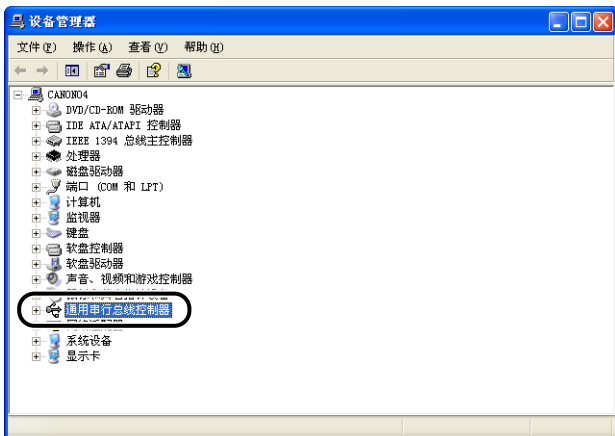 设备管理器
文件(F) 操作(A) 查看(V) 帮助(H)
CANON04
DVD/CD-ROM 驱动器
IDE ATA/ATAPI 控制器
IEEE 1394 总线主控制器
处理器
磁盘驱动器
端口 (COM 和 LPT)
计算机
监视器
键盘
软盘控制器
软盘驱动器
声音、视频和游戏控制器
通用串行总线控制器
系统设备
显示卡